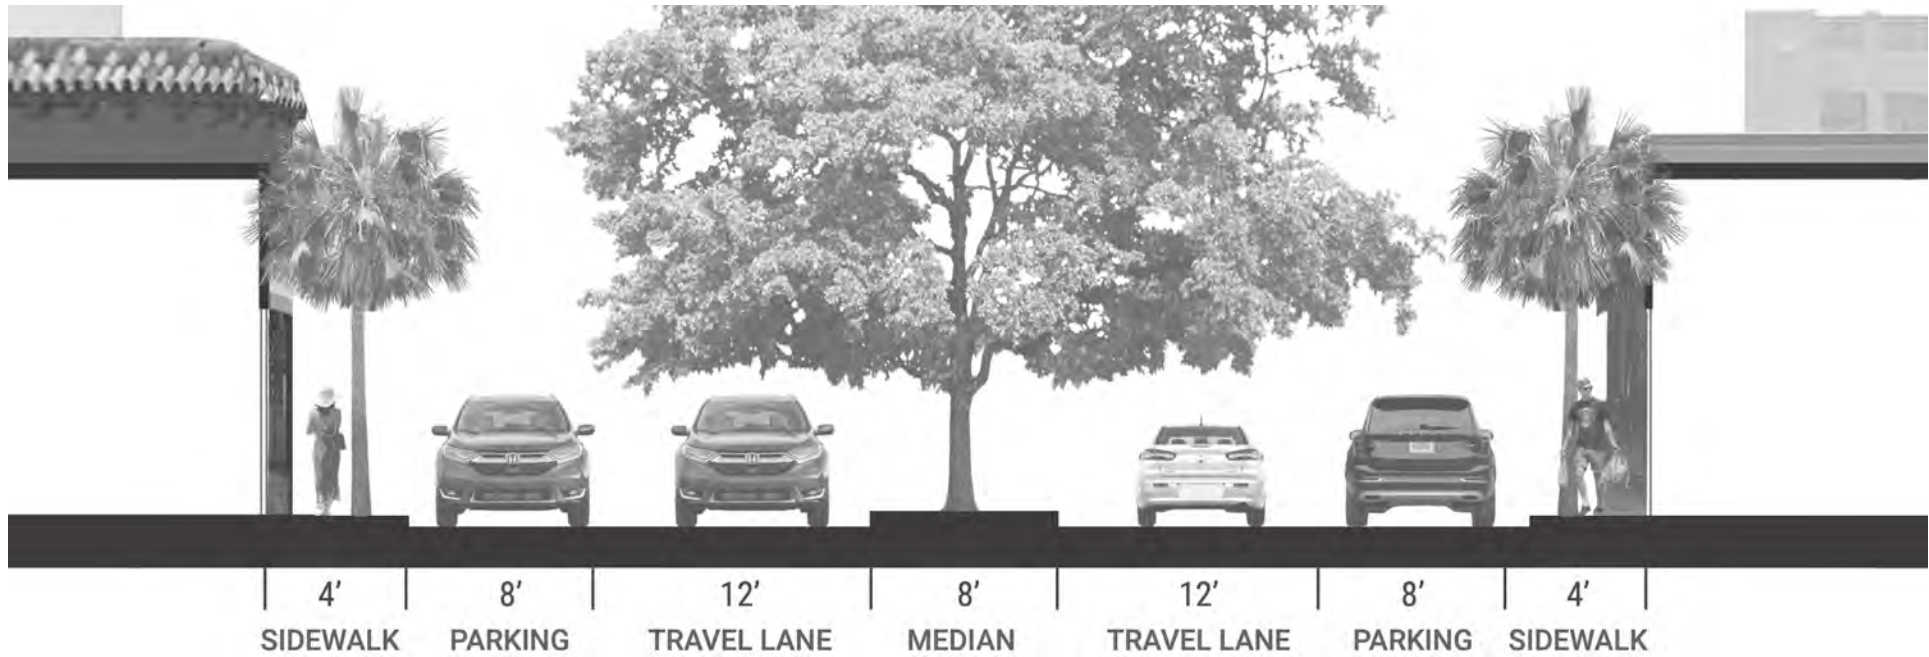 4’ 8’ 12’ 8’ 12’ 8’ 4’
SIDEWALK PARKING TRAVEL LANE MEDIAN TRAVEL LANE PARKING SIDEWALK